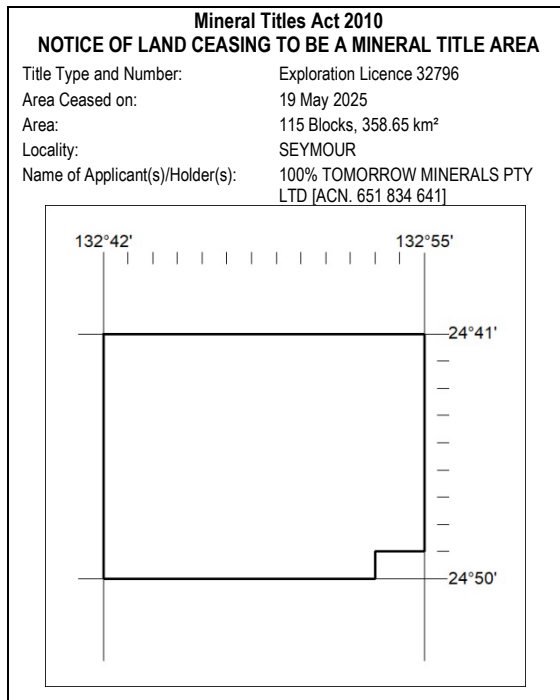 Mineral Titles Act 2010
NOTICE OF LAND CEASING TO BE A MINERAL TITLE AREA
Title Type and Number: Exploration Licence 32796
Area Ceased on: 19 May 2025
Area: 115 Blocks, 358.65 km²
Locality: SEYMOUR
Name of Applicant(s)/Holder(s): 100% TOMORROW MINERALS PTY
LTD [ACN. 651 834 641]
132°42' 132°55'
24°41'
24°50'